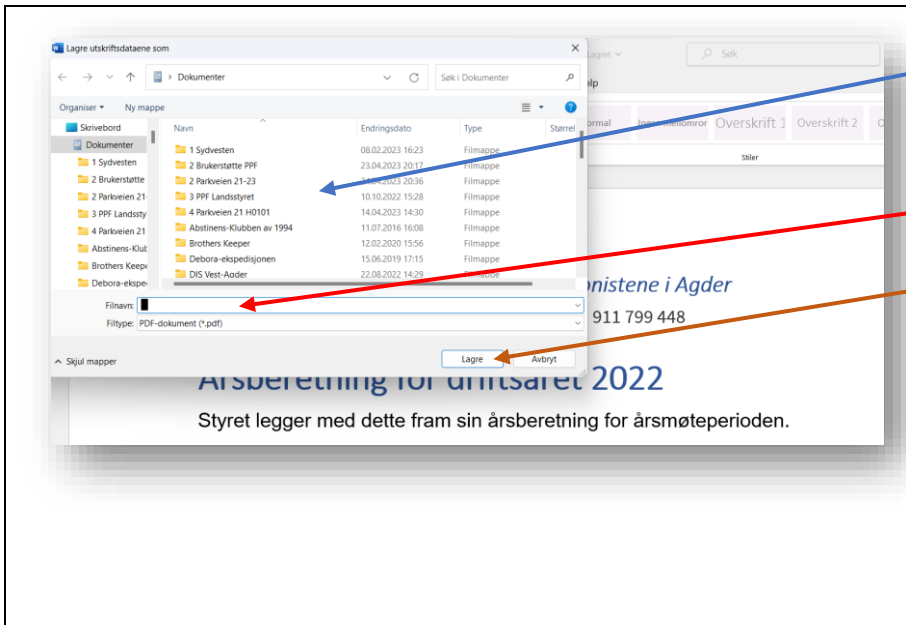 Lagre utskriftsdataene som
Lagret
Søk
Dokumenter
Søk i Dokumenter
Organiser
Ny mappe
Skrivebord
Dokumenter
1 Sydvesten
2 Brukerstøtte
2 Parkveien 21-
3 PPF Landssty
4 Parkveien 21
Abstinens-Klub
Brothers Keepe
Debora-ekspe
Navn Endringsdato Type Størrel
1 Sydvesten 08.02.2023 16:23 Filmappe
2 Brukerstøtte PPF 23.04.2023 20:17 Filmappe
2 Parkveien 21-23 .2023 20:36 Filmappe
3 PPF Landsstyret 10.10.2022 15:28 Filmappe
4 Parkveien 21 H0101 14.04.2023 14:30 Filmappe
Abstinens-Klubben av 1994 11.07.2016 16:08 Filmappe
Brothers Keeper 12.02.2020 15:56 Filmappe
Debora-ekspedisjonen 15.06.2019 17:15 Filmappe
DIS Vest-Agder 22.08.2022 14:29 Filmappe
Filnavn:
Filtype: PDF-dokument (*.pdf)
Skjul mapper
Lagre
Avbryt
elp
ormal
Overskrift 1
Overskrift 2
Stiler
onistene i Agder
911 799 448
Årsberetning for driftsåret 2022
Styret legger med dette fram sin årsberetning for årsmøteperioden.